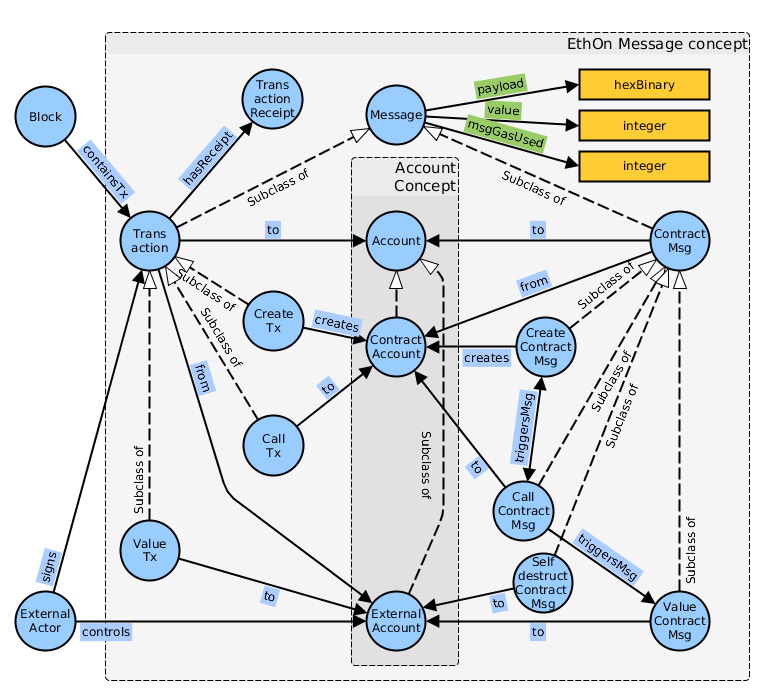 EthOn Message concept
Trans
action
Receipt
payload
hexBinary
Block
Message
value
integer
msgGasUsed
integer
containsTx
hasReceipt
Subclass of
Account
Concept
Subclass of
Trans
action
to
Account
to
Contract
Msg
Subclass of
from
Subclass of
Create
Tx
creates
Contract
Account
creates
Create
Contract
Msg
Subclass of
from
to
Subclass of
Subclass of
triggersMsg
Call
Tx
Subclass of
to
Subclass of
Call
Contract
Msg
Value
Tx
triggersMsg
Subclass of
signs
to
Self
destruct
Contract
Msg
to
External
Actor
controls
External
Account
to
Value
Contract
Msg